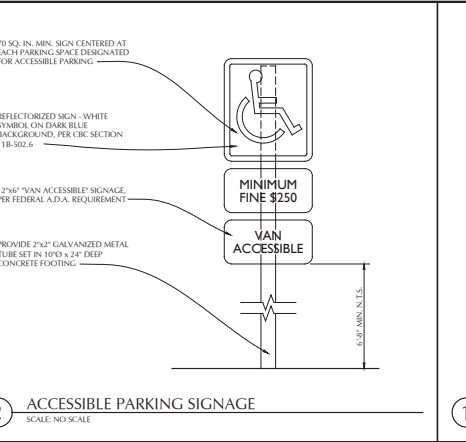 70 SQ. IN. MIN. SIGN CENTERED AT
EACH PARKING SPACE DESIGNATED
FOR ACCESSIBLE PARKING
REFLECTORIZED SIGN - WHITE
SYMBOL ON DARK BLUE
BACKGROUND, PER CBC SECTION
1B-502.6
12"x6" "VAN ACCESSIBLE" SIGNAGE,
PER FEDERAL A.D.A. REQUIREMENT
PROVIDE 2"x2" GALVANIZED METAL
TUBE SET IN 10"Ø x 24" DEEP
CONCRETE FOOTING
MINIMUM
FINE $250
VAN
ACCESSIBLE
6'-8" MIN. N.T.S.
2
ACCESSIBLE PARKING SIGNAGE
SCALE: NO SCALE
1